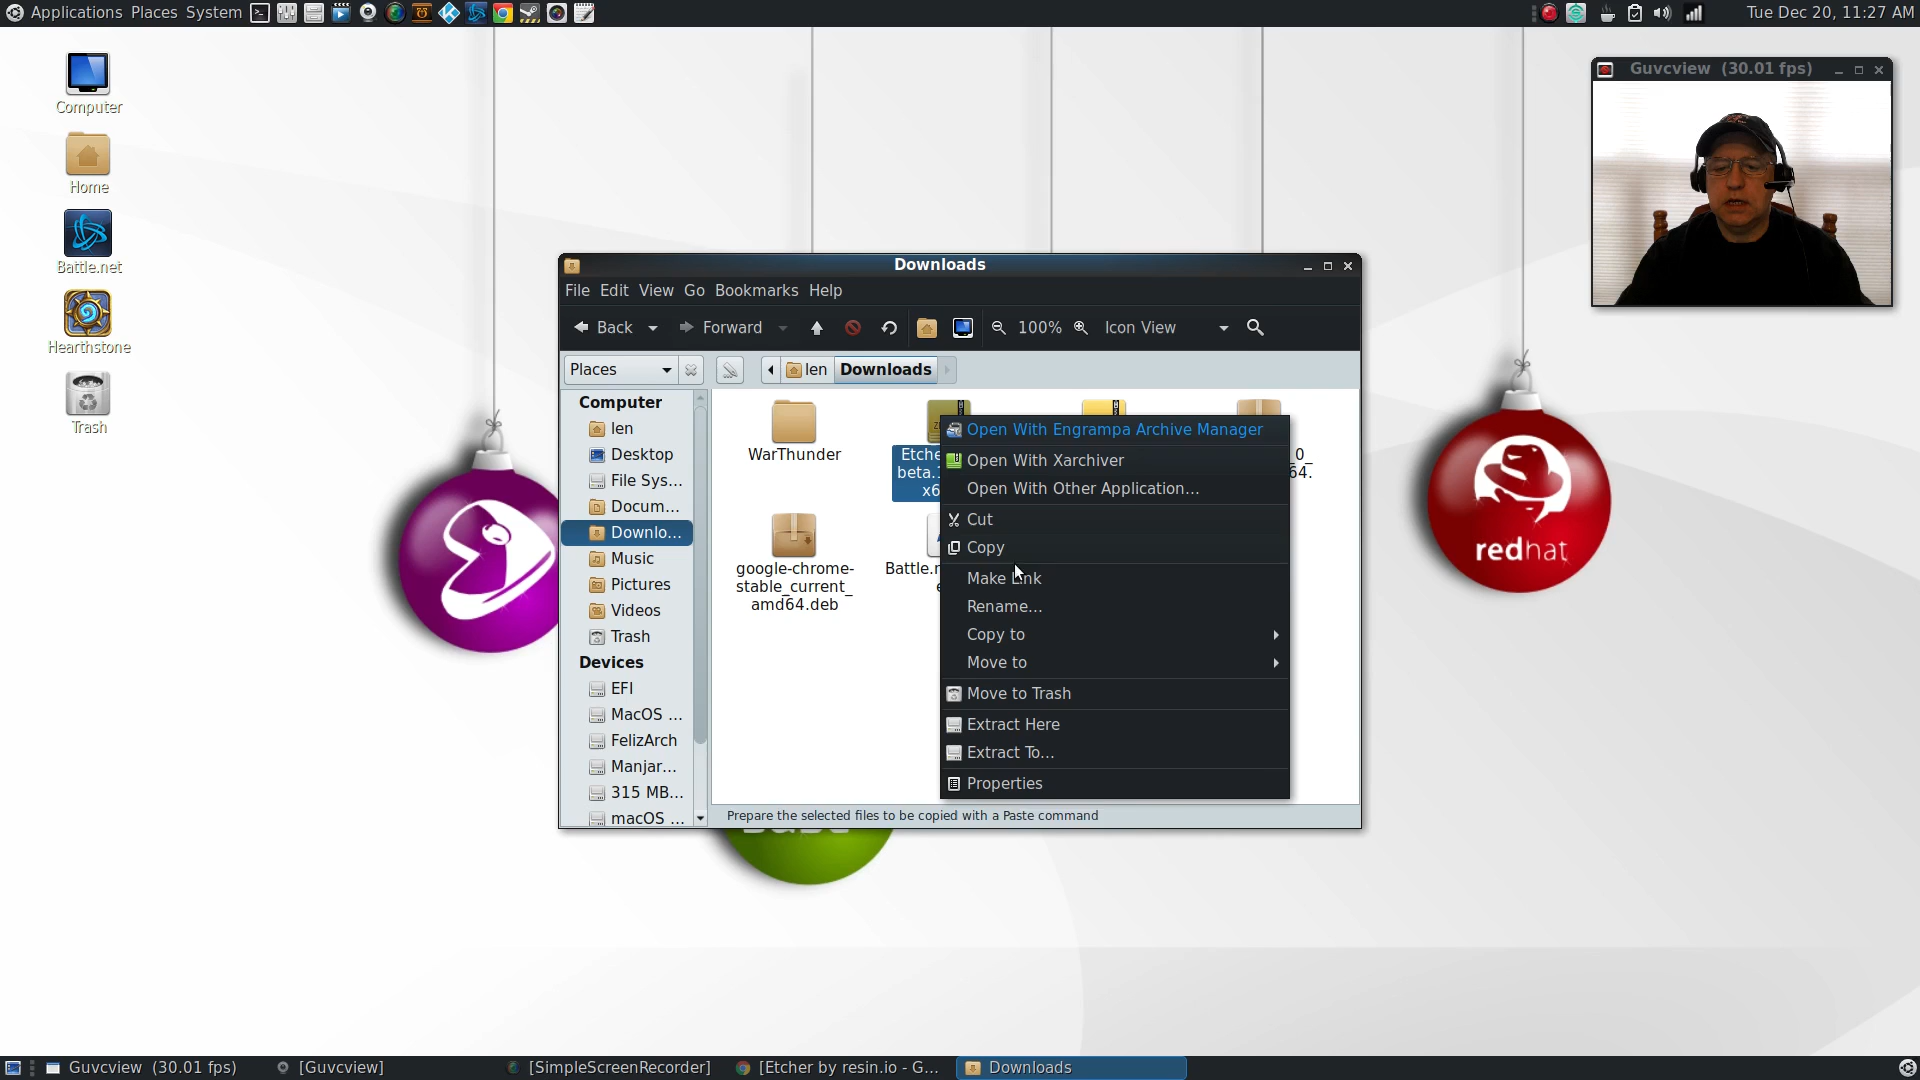 Applications Places System
Tue Dec 20, 11:27 AM
Computer
Home
Battle.net
Hearthstone
Trash
Guvcview (30.01 fps)
redhat
Downloads
File Edit View Go Bookmarks Help
Back Forward 100% Icon View
Places len Downloads
Computer
len
Desktop
File Sys...
Docum...
Downlo...
Music
Pictures
Videos
Trash
Devices
EFI
MacOS ...
FelizArch
Manjar...
315 MB...
macOS ...
WarThunder
Etche
beta.
x6
_0_
64.
google-chrome-
stable_current_
amd64.deb
Battle.n
Open With Engrampa Archive Manager
Open With Xarchiver
Open With Other Application...
Cut
Copy
Make Link
Rename...
Copy to
Move to
Move to Trash
Extract Here
Extract To...
Properties
Prepare the selected files to be copied with a Paste command
Guvcview (30.01 fps)
[Guvcview]
[SimpleScreenRecorder]
[Etcher by resin.io - G...
Downloads